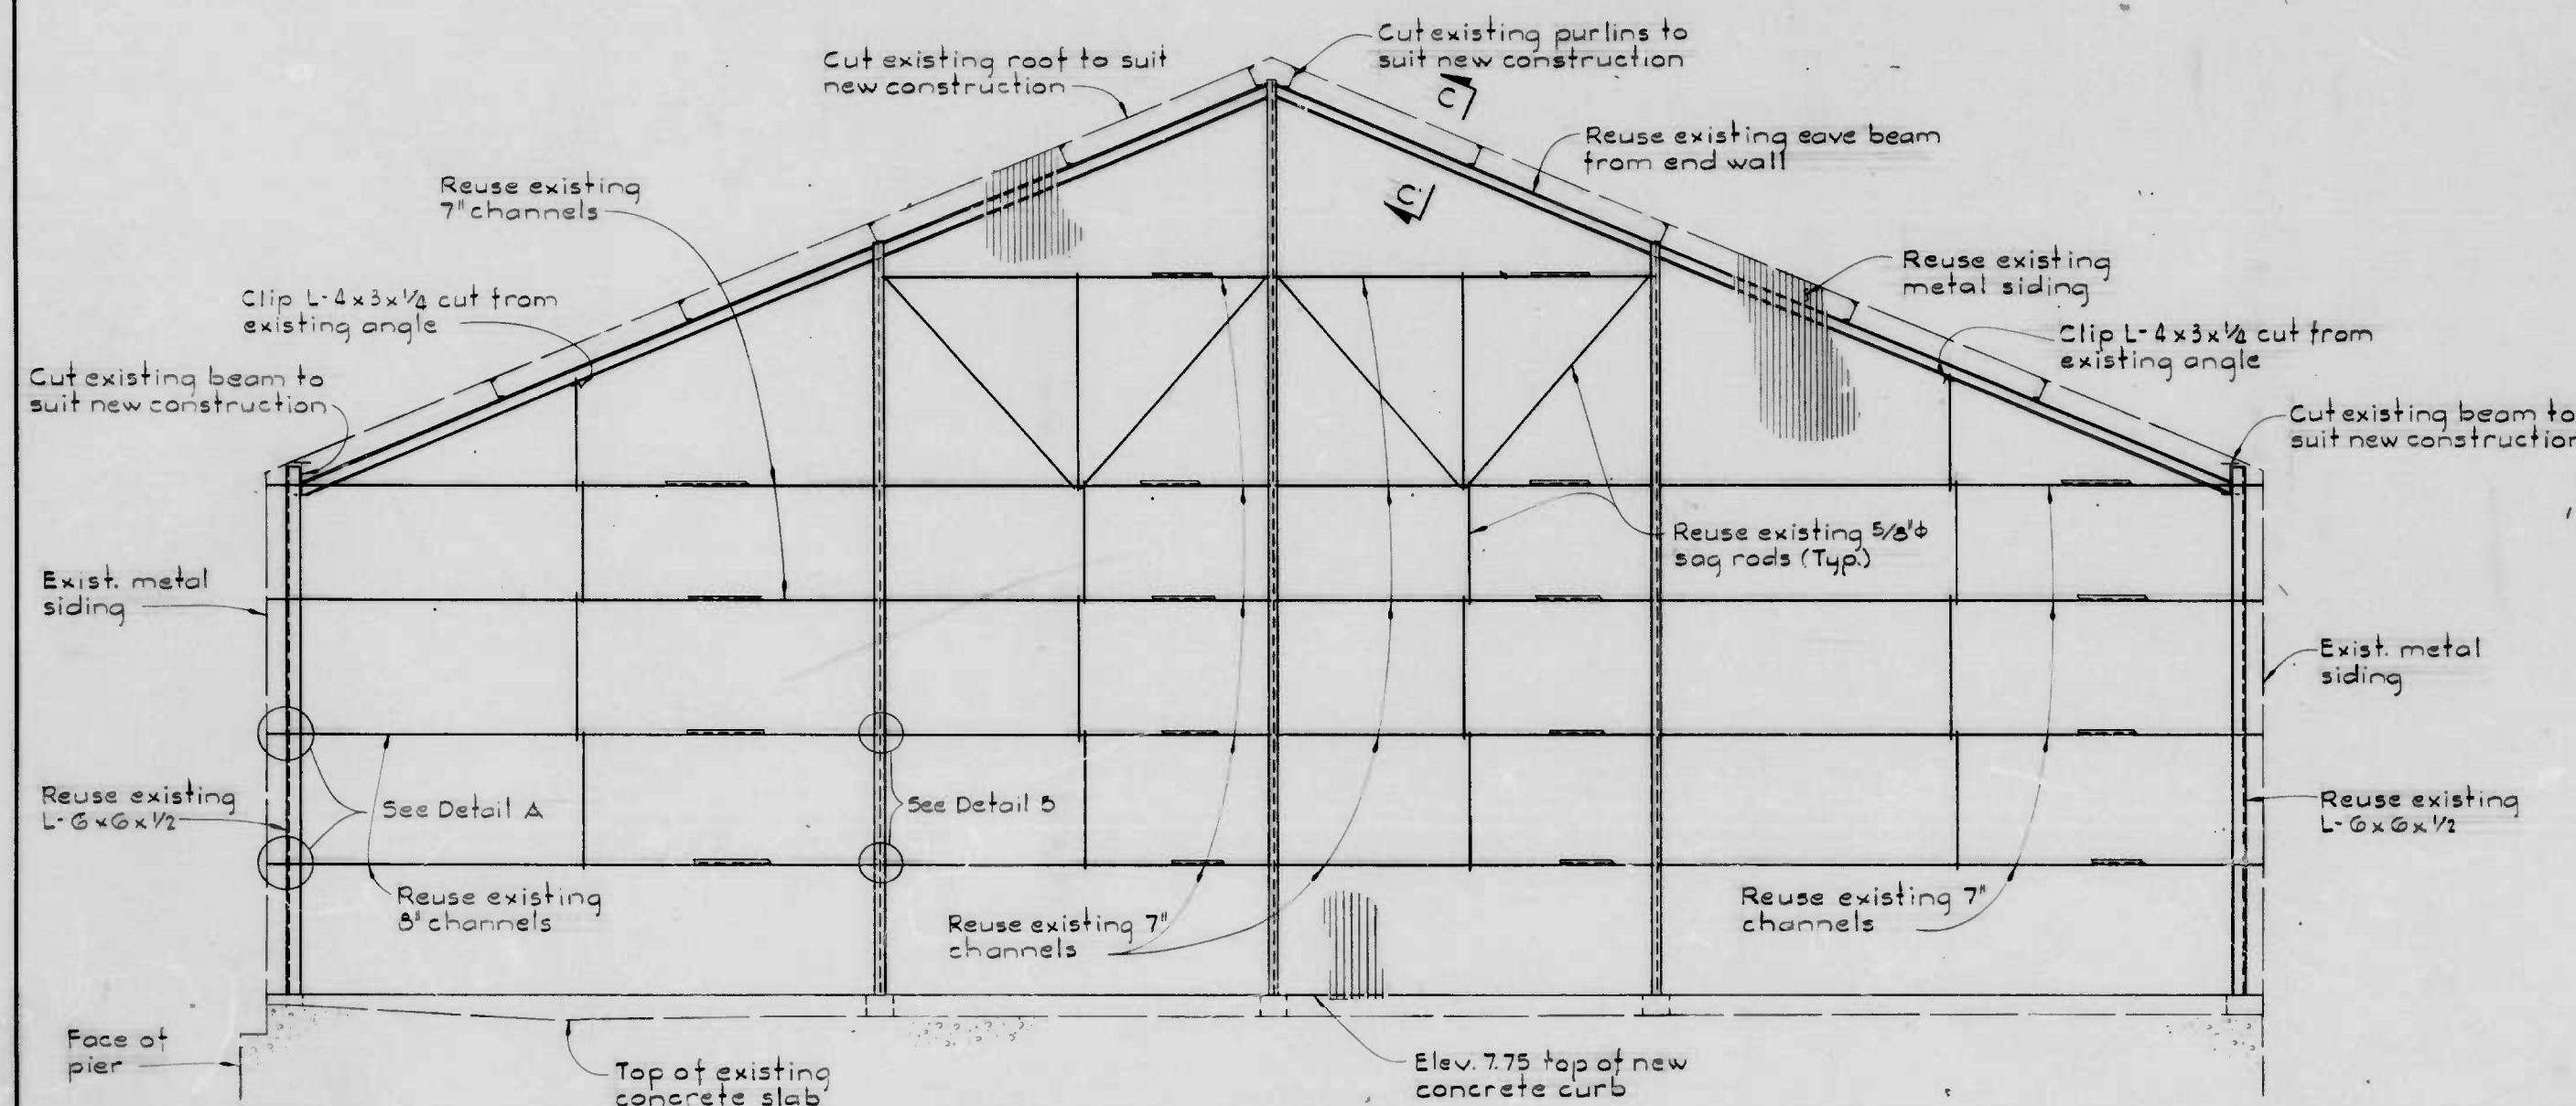 Cut existing roof to suit
new construction
Cut existing purlins to
suit new construction
C
Reuse existing eave beam
from end wall
C
Reuse existing
7" channels
Reuse existing
metal siding
Clip L-4x3x1/4 cut from
existing angle
Clip L-4x3x1/4 cut from
existing angle
Cut existing beam to
suit new construction
Cut existing beam to
suit new construction
Reuse existing 5/8"ϕ
sag rods (Typ.)
Exist. metal
siding
Exist. metal
siding
Reuse existing
L-6x6x1/2
See Detail A
See Detail B
Reuse existing
L-6x6x1/2
Reuse existing
8" channels
Reuse existing 7"
channels
Reuse existing 7"
channels
Face of
pier
Top of existing
concrete slab
Elev. 7.75 top of new
concrete curb